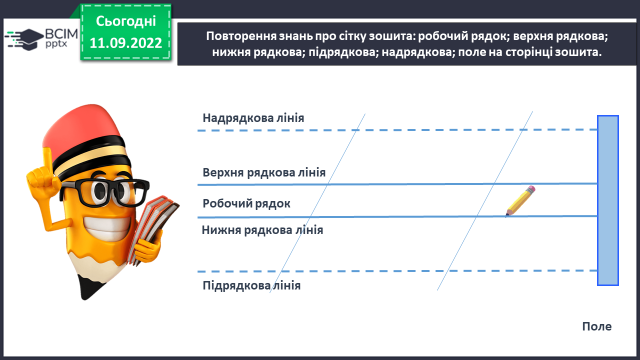 Сьогодні
11.09.2022
ВСІМ
pptx
Повторення знань про сітку зошита: робочий рядок; верхня рядкова;
нижня рядкова; підрядкова; надрядкова; поле на сторінці зошита.
Надрядкова лінія
Верхня рядкова лінія
Робочий рядок
Нижня рядкова лінія
Підрядкова лінія
Поле